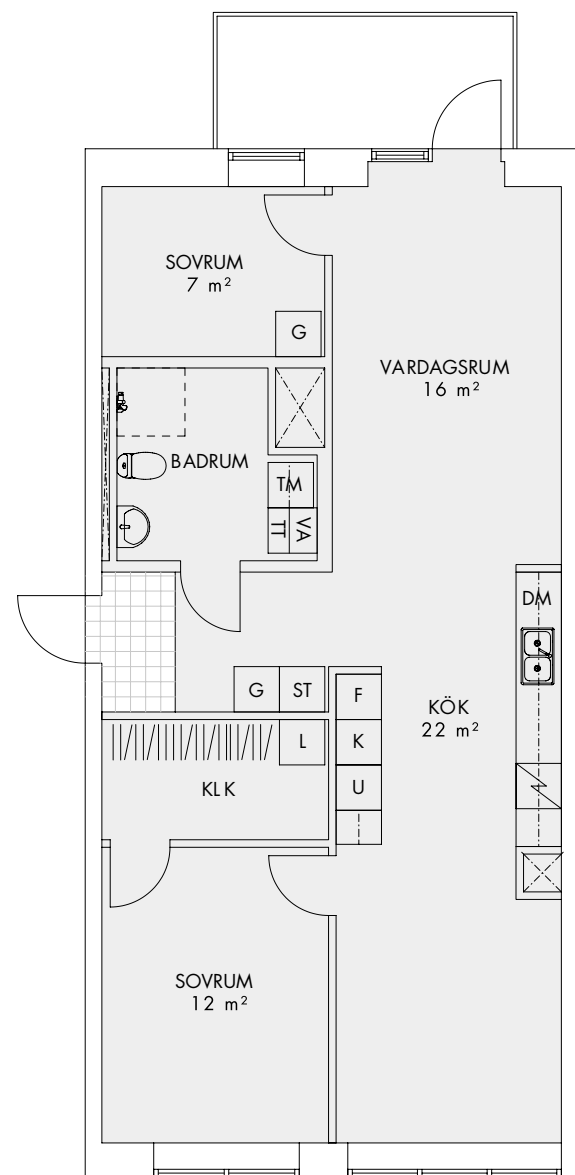 SOVRUM
7 m²
G
VARDAGSRUM
16 m²
BADRUM
TM
TT
VA
DM
G
ST
F
KÖK
22 m²
K
L
U
KLK
SOVRUM
12 m²